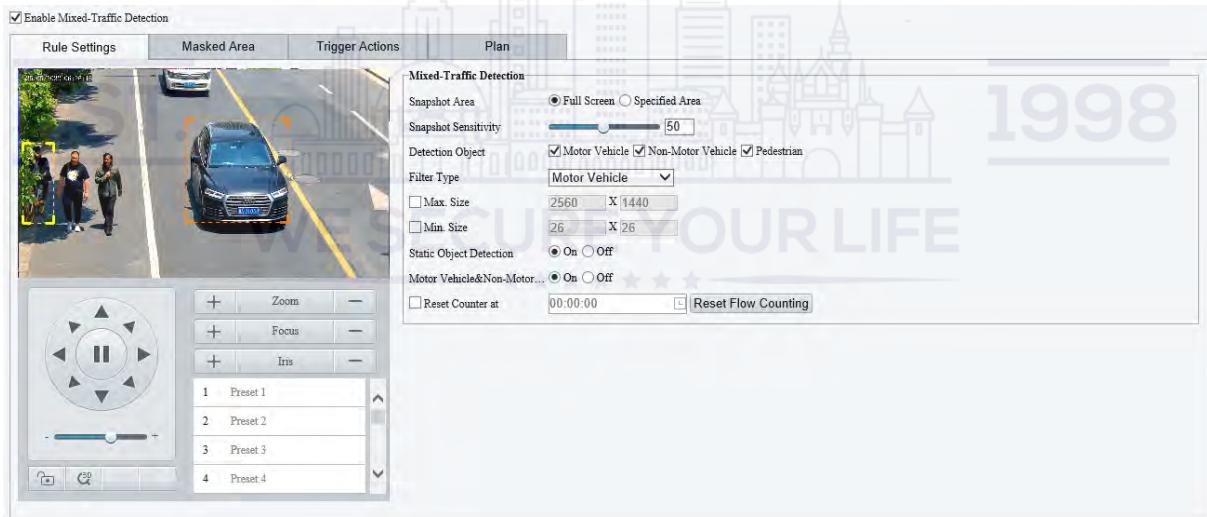 Enable Mixed-Traffic Detection
Rule Settings Masked Area Trigger Actions Plan
Mixed-Traffic Detection
Snapshot Area Full Screen Specified Area
Snapshot Sensitivity 50
Detection Object Motor Vehicle Non-Motor Vehicle Pedestrian
Filter Type Motor Vehicle
Max. Size 2560 X 1440
Min. Size 26 X 26
Static Object Detection On Off
Motor Vehicle&Non-Motor... On Off
Reset Counter at 00:00:00 Reset Flow Counting
+ Zoom −
+ Focus −
+ Iris −
1 Preset 1
2 Preset 2
3 Preset 3
4 Preset 4
- +
3D
EST. 1998
WE SECURE YOUR LIFE